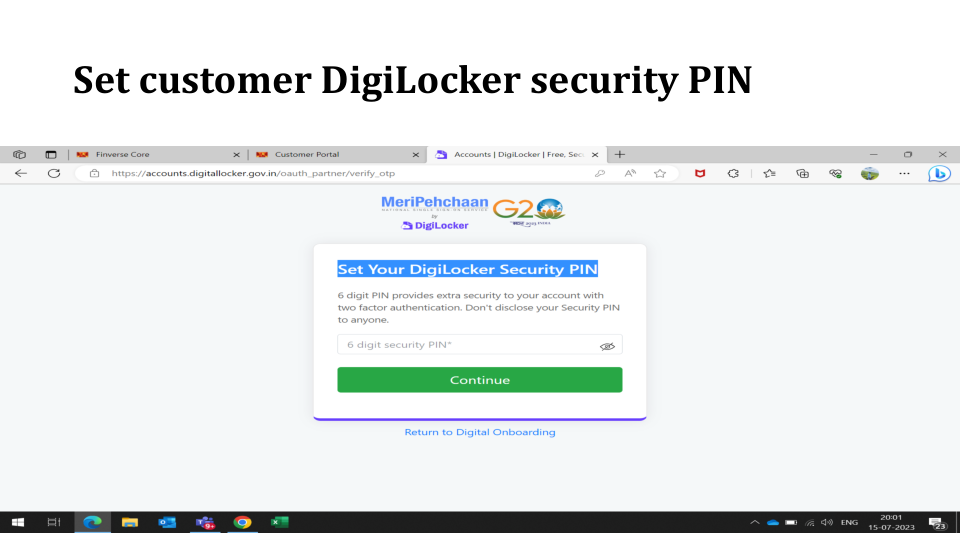 Set customer DigiLocker security PIN
Finverse Core
Customer Portal
Accounts | DigiLocker | Free, Sec
https://accounts.digitallocker.gov.in/oauth_partner/verify_otp
MeriPehchaan
NATIONAL SINGLE SIGN-ON SERVICE
by
DigiLocker
G20
Set Your DigiLocker Security PIN
6 digit PIN provides extra security to your account with
two factor authentication. Don't disclose your Security PIN
to anyone.
6 digit security PIN*
Continue
Return to Digital Onboarding
9+
ENG
20:01
15-07-2023
23